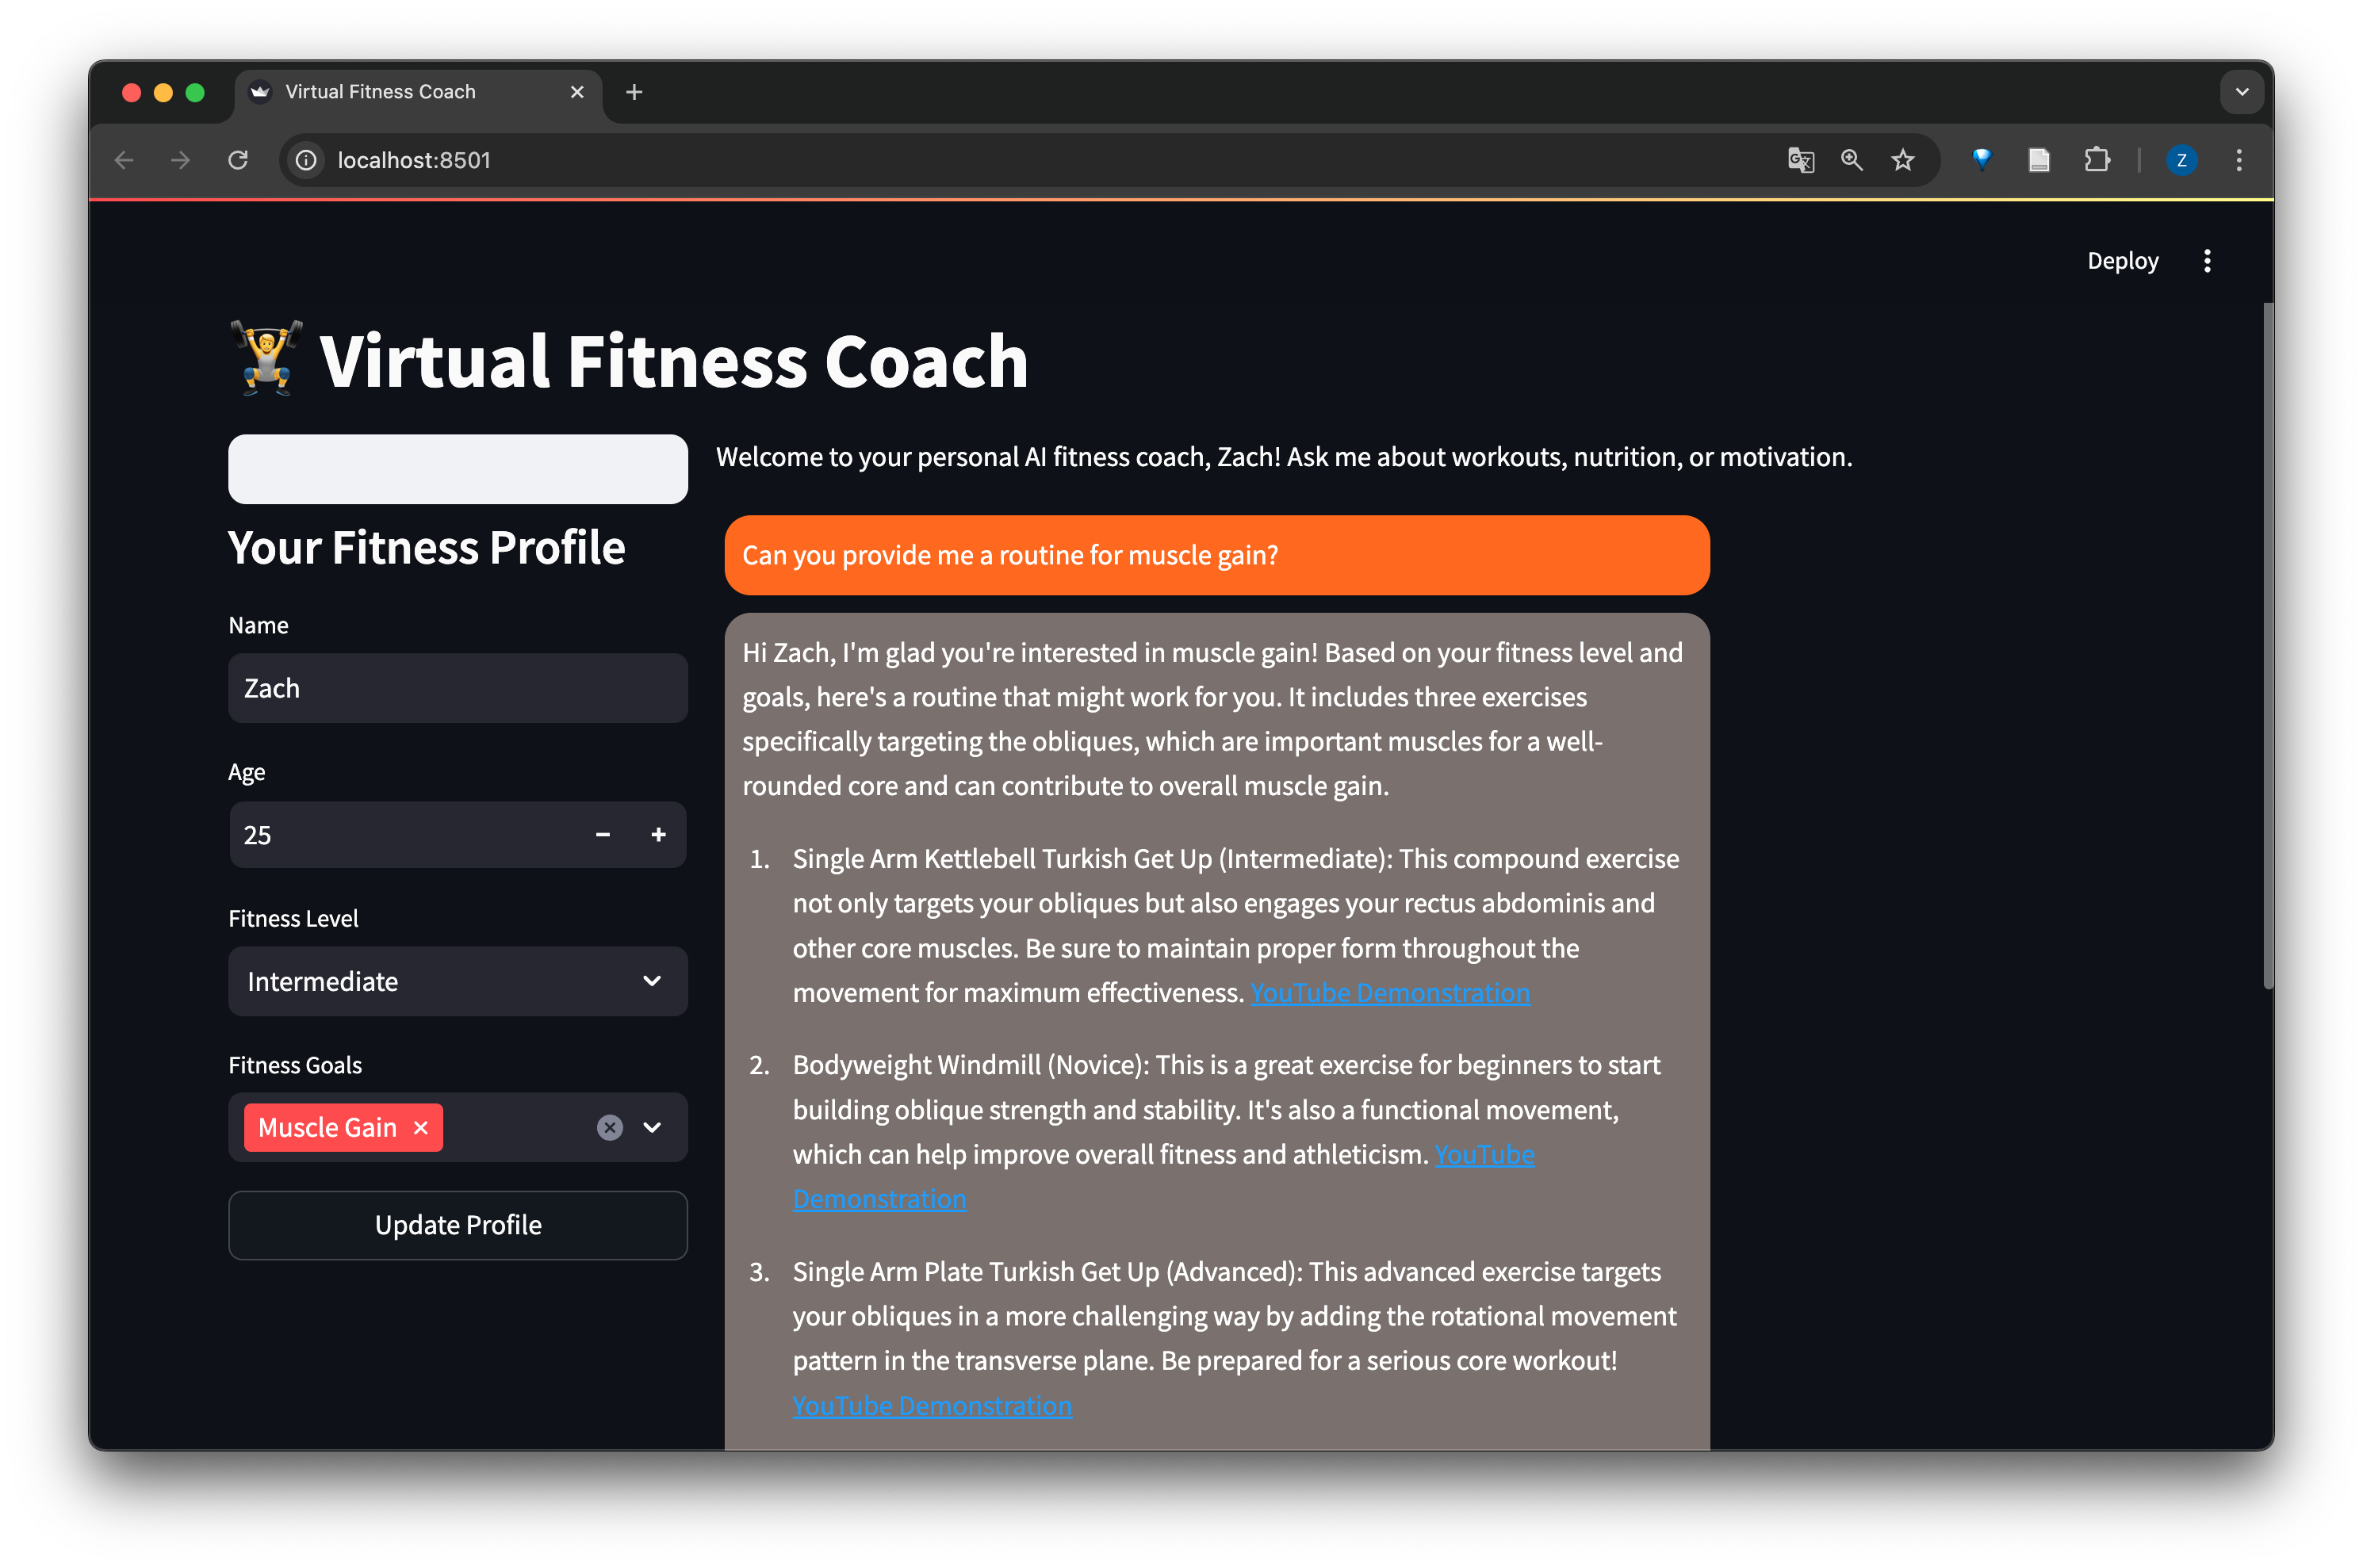 Virtual Fitness Coach
localhost:8501
Z
Deploy
Virtual Fitness Coach
Welcome to your personal AI fitness coach, Zach! Ask me about workouts, nutrition, or motivation.
Your Fitness Profile
Name
Zach
Age
25
Fitness Level
Intermediate
Fitness Goals
Muscle Gain
Update Profile
Can you provide me a routine for muscle gain?
Hi Zach, I'm glad you're interested in muscle gain! Based on your fitness level and
goals, here's a routine that might work for you. It includes three exercises
specifically targeting the obliques, which are important muscles for a well-
rounded core and can contribute to overall muscle gain.
1. Single Arm Kettlebell Turkish Get Up (Intermediate): This compound exercise
not only targets your obliques but also engages your rectus abdominis and
other core muscles. Be sure to maintain proper form throughout the
movement for maximum effectiveness. YouTube Demonstration
2. Bodyweight Windmill (Novice): This is a great exercise for beginners to start
building oblique strength and stability. It's also a functional movement,
which can help improve overall fitness and athleticism. YouTube
Demonstration
3. Single Arm Plate Turkish Get Up (Advanced): This advanced exercise targets
your obliques in a more challenging way by adding the rotational movement
pattern in the transverse plane. Be prepared for a serious core workout!
YouTube Demonstration